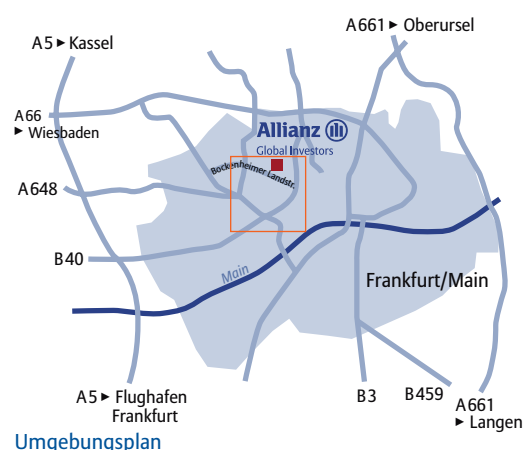 A661 ► Oberursel
A5 ► Kassel
A66
► Wiesbaden
Allianz
Global Investors
Bockenheimer Landstr.
A648
B40
Main
Frankfurt/Main
A5 ► Flughafen
Frankfurt
B3
B459
A661
► Langen
Umgebungsplan